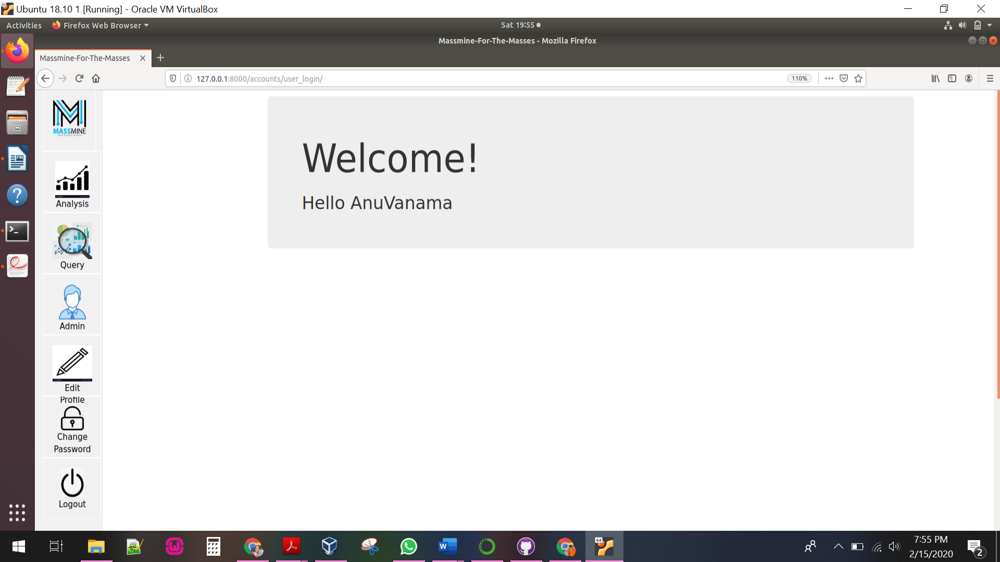 Ubuntu 18.10 1 [Running] - Oracle VM VirtualBox
Activities
Firefox Web Browser
Sat 19:55
Massmine-For-The-Masses - Mozilla Firefox
Massmine-For-The-Masses
127.0.0.1:8000/accounts/user_login/
110%
MASSMINE
Analysis
Query
Admin
Edit
Profile
Change
Password
Logout
Welcome!
Hello AnuVanama
64
W
7:55 PM
2/15/2020
2